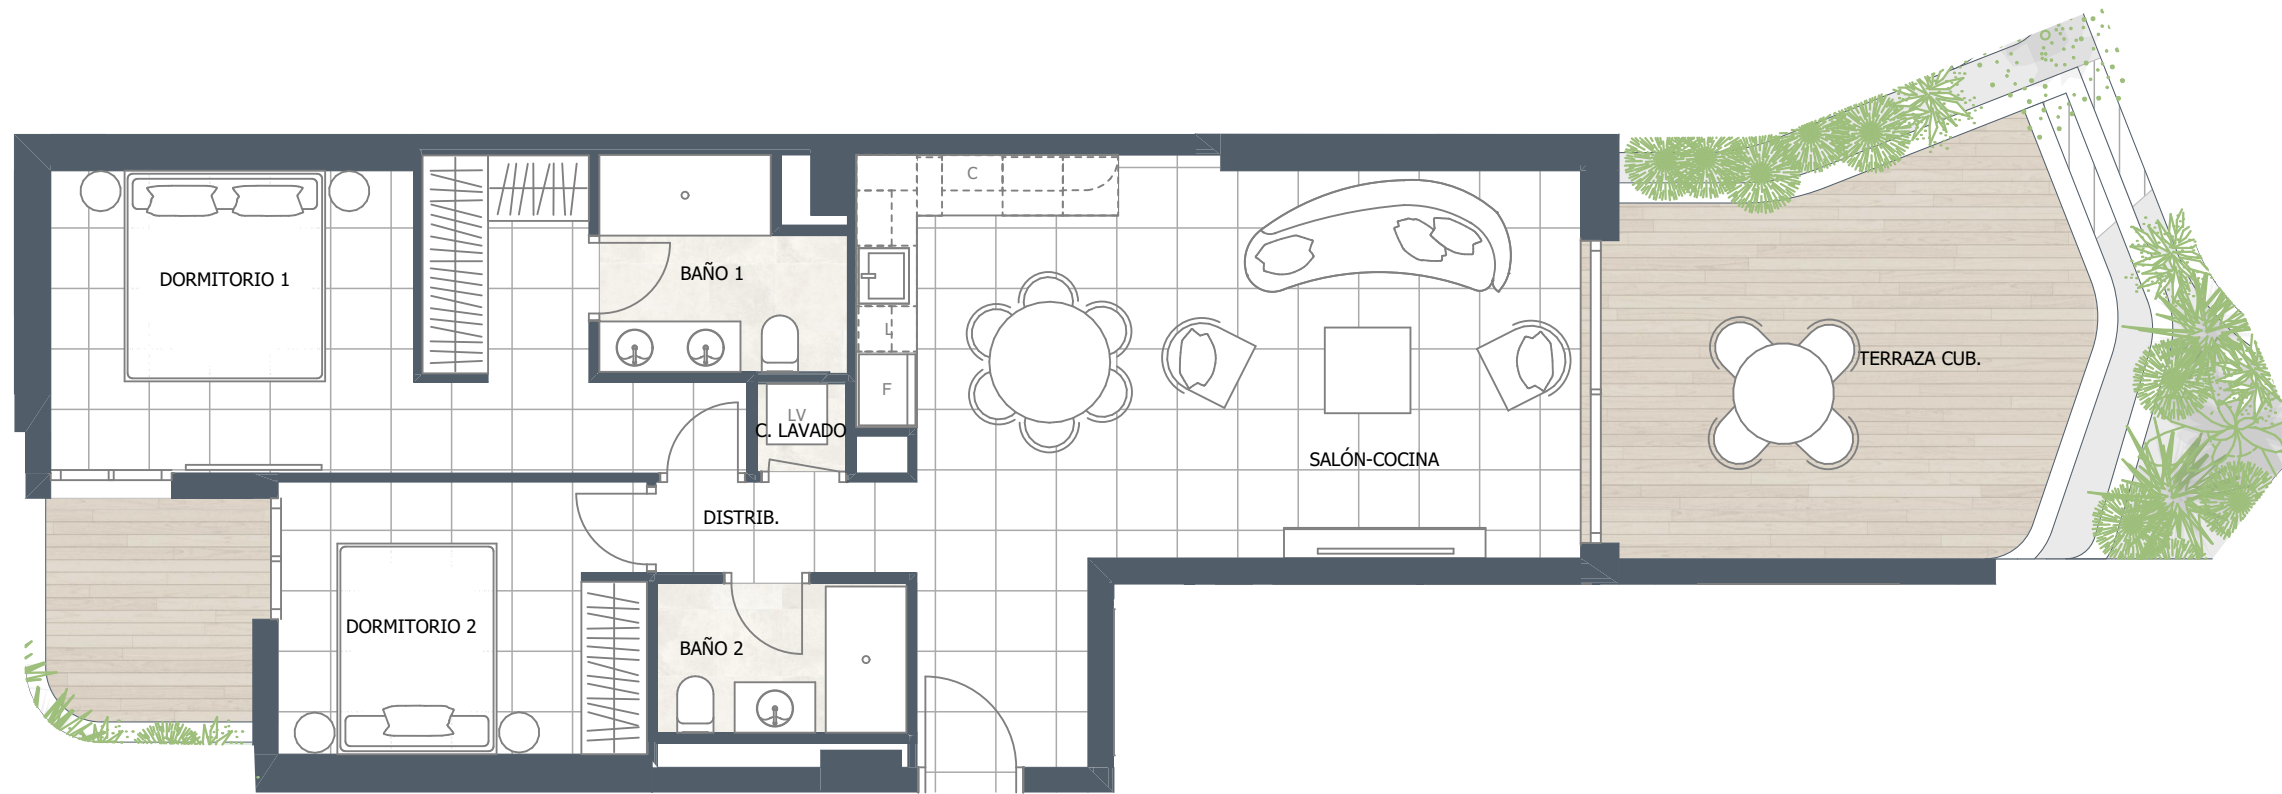 C
BAÑO 1
DORMITORIO 1
L
TERRAZA CUB.
F
LV
C. LAVADO
SALÓN-COCINA
DISTRIB.
DORMITORIO 2
BAÑO 2